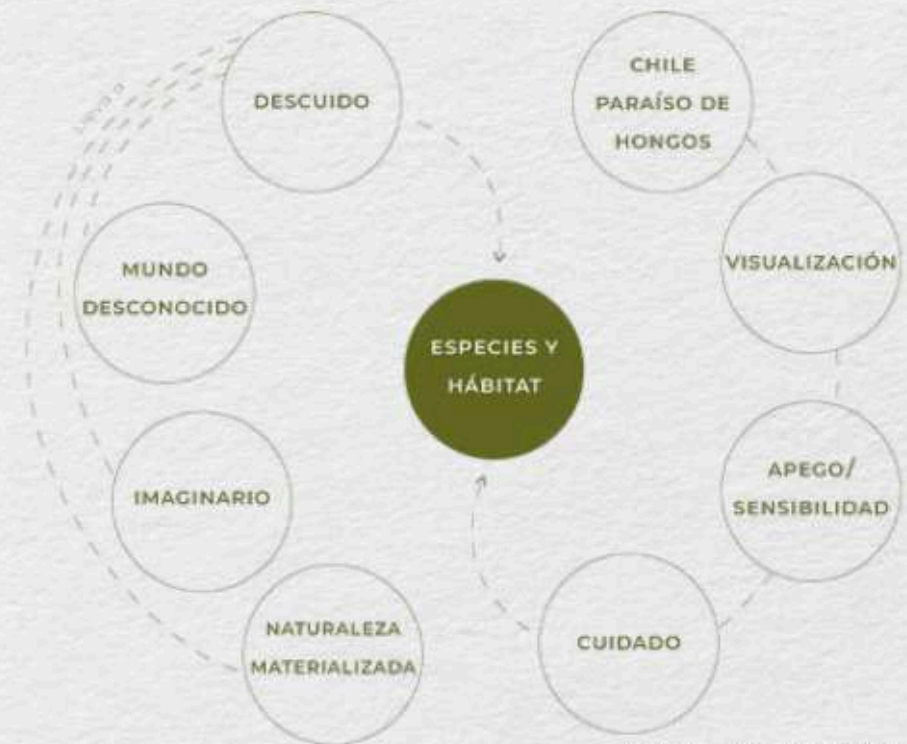 DESCUIDO
MUNDO
DESCONOCIDO
IMAGINARIO
NATURALEZA
MATERIALIZADA
ESPECIES Y
HÁBITAT
CHILE
PARAÍSO DE
HONGOS
VISUALIZACIÓN
APEGO/
SENSIBILIDAD
CUIDADO